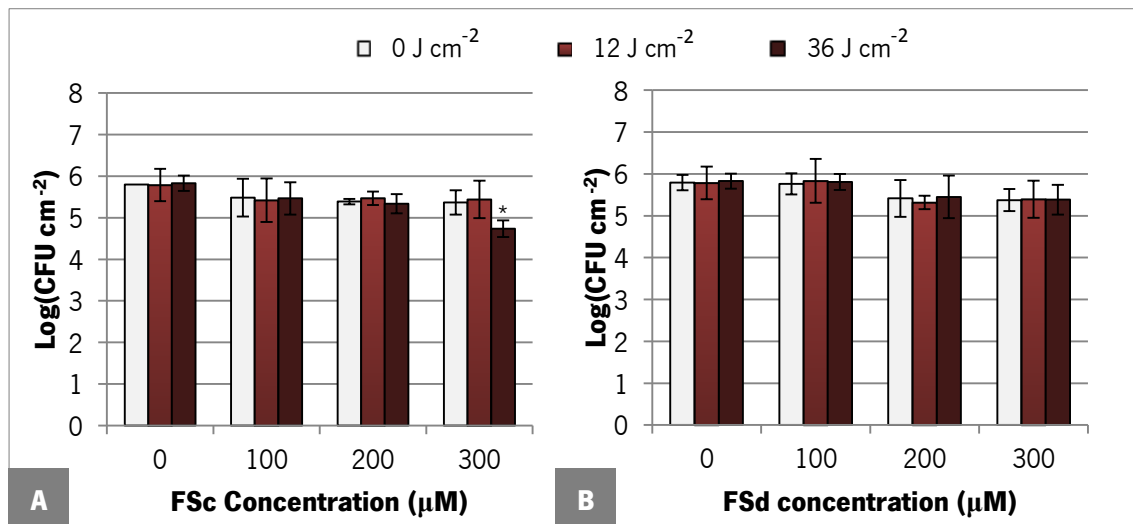 0 J cm-2 12 J cm-2 36 J cm-2
8
7
6
5
4
3
2
1
0
Log(CFU cm-2)
*
0 100 200 300
FSc Concentration (μM)
A
8
7
6
5
4
3
2
1
0
Log(CFU cm-2)
0 100 200 300
FSd concentration (μM)
B